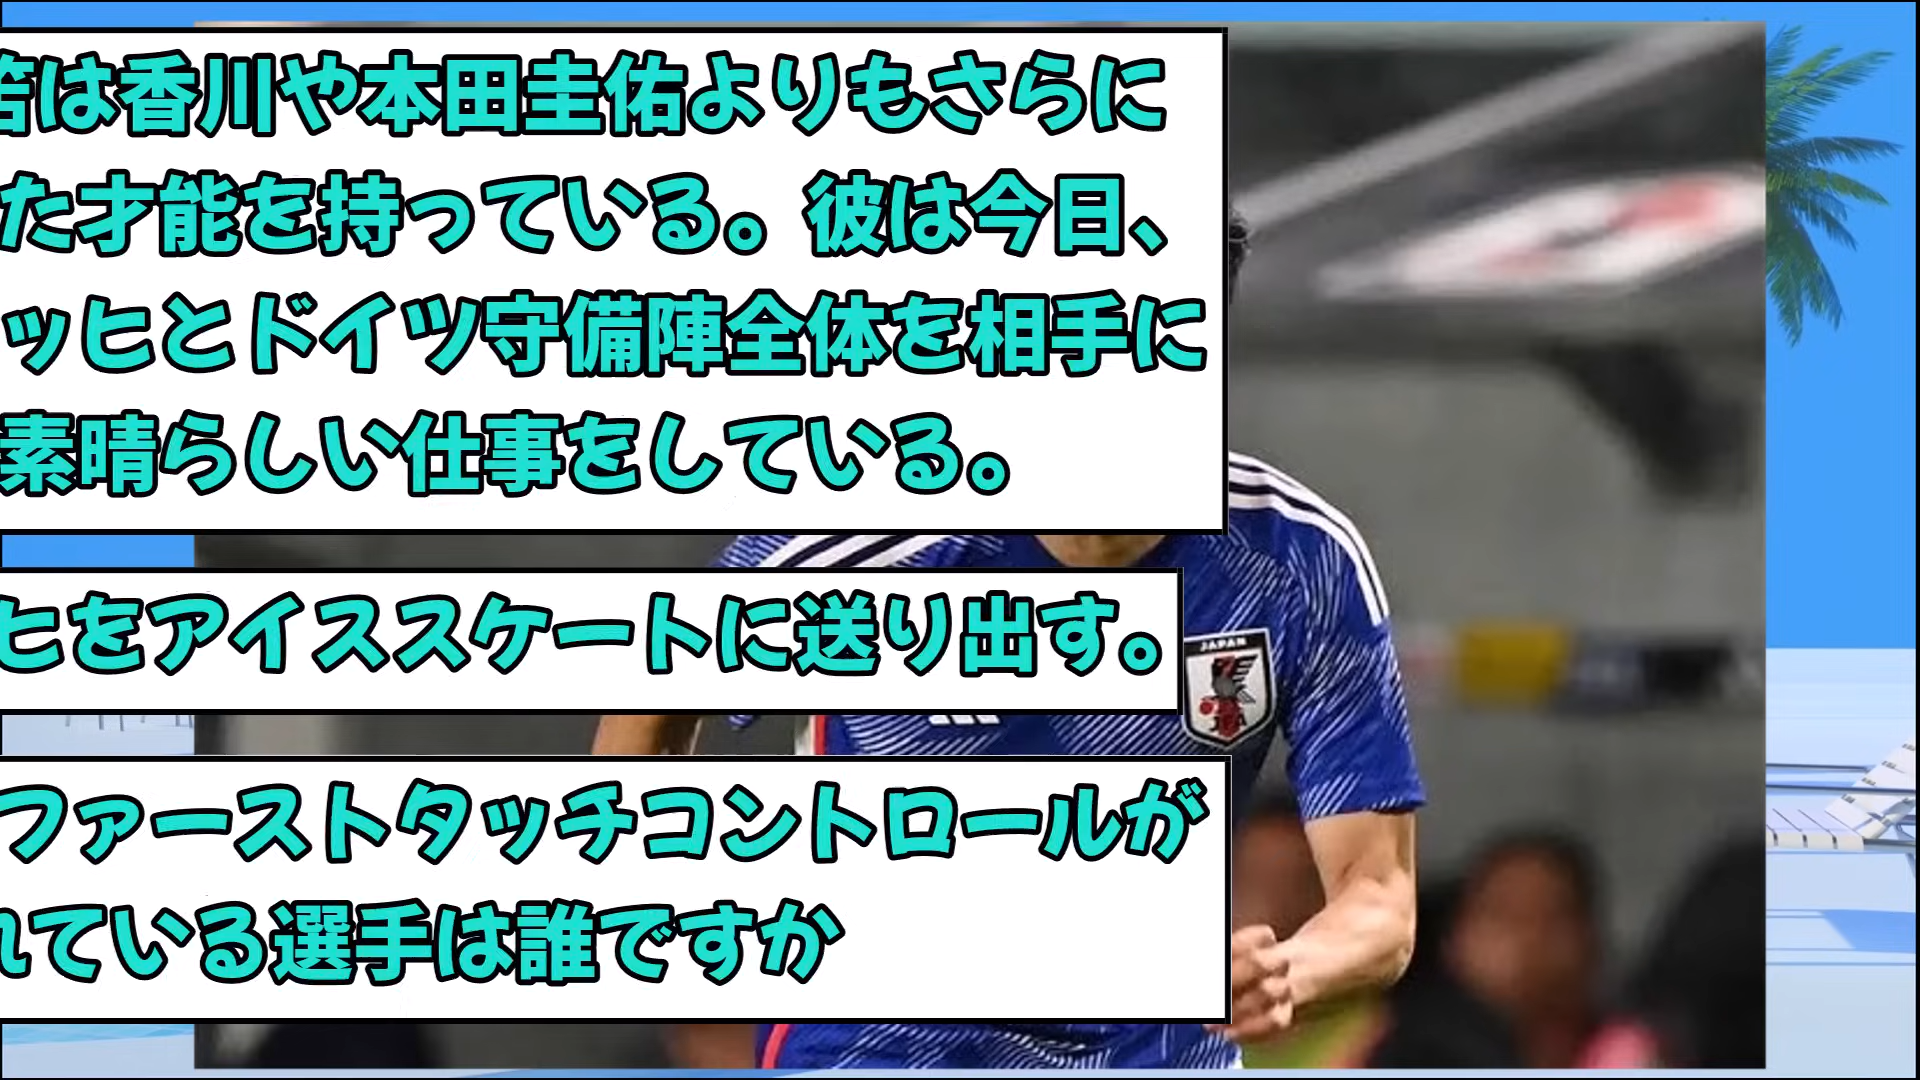 は香川や本田圭佑よりもさらに
た才能を持っている。彼は今日、
ッヒとドイツ守備陣全体を相手に
素晴らしい仕事をしている。
ヒをアイススケートに送り出す。
ファーストタッチコントロールが
れている選手は誰ですか
JAPAN
JFA